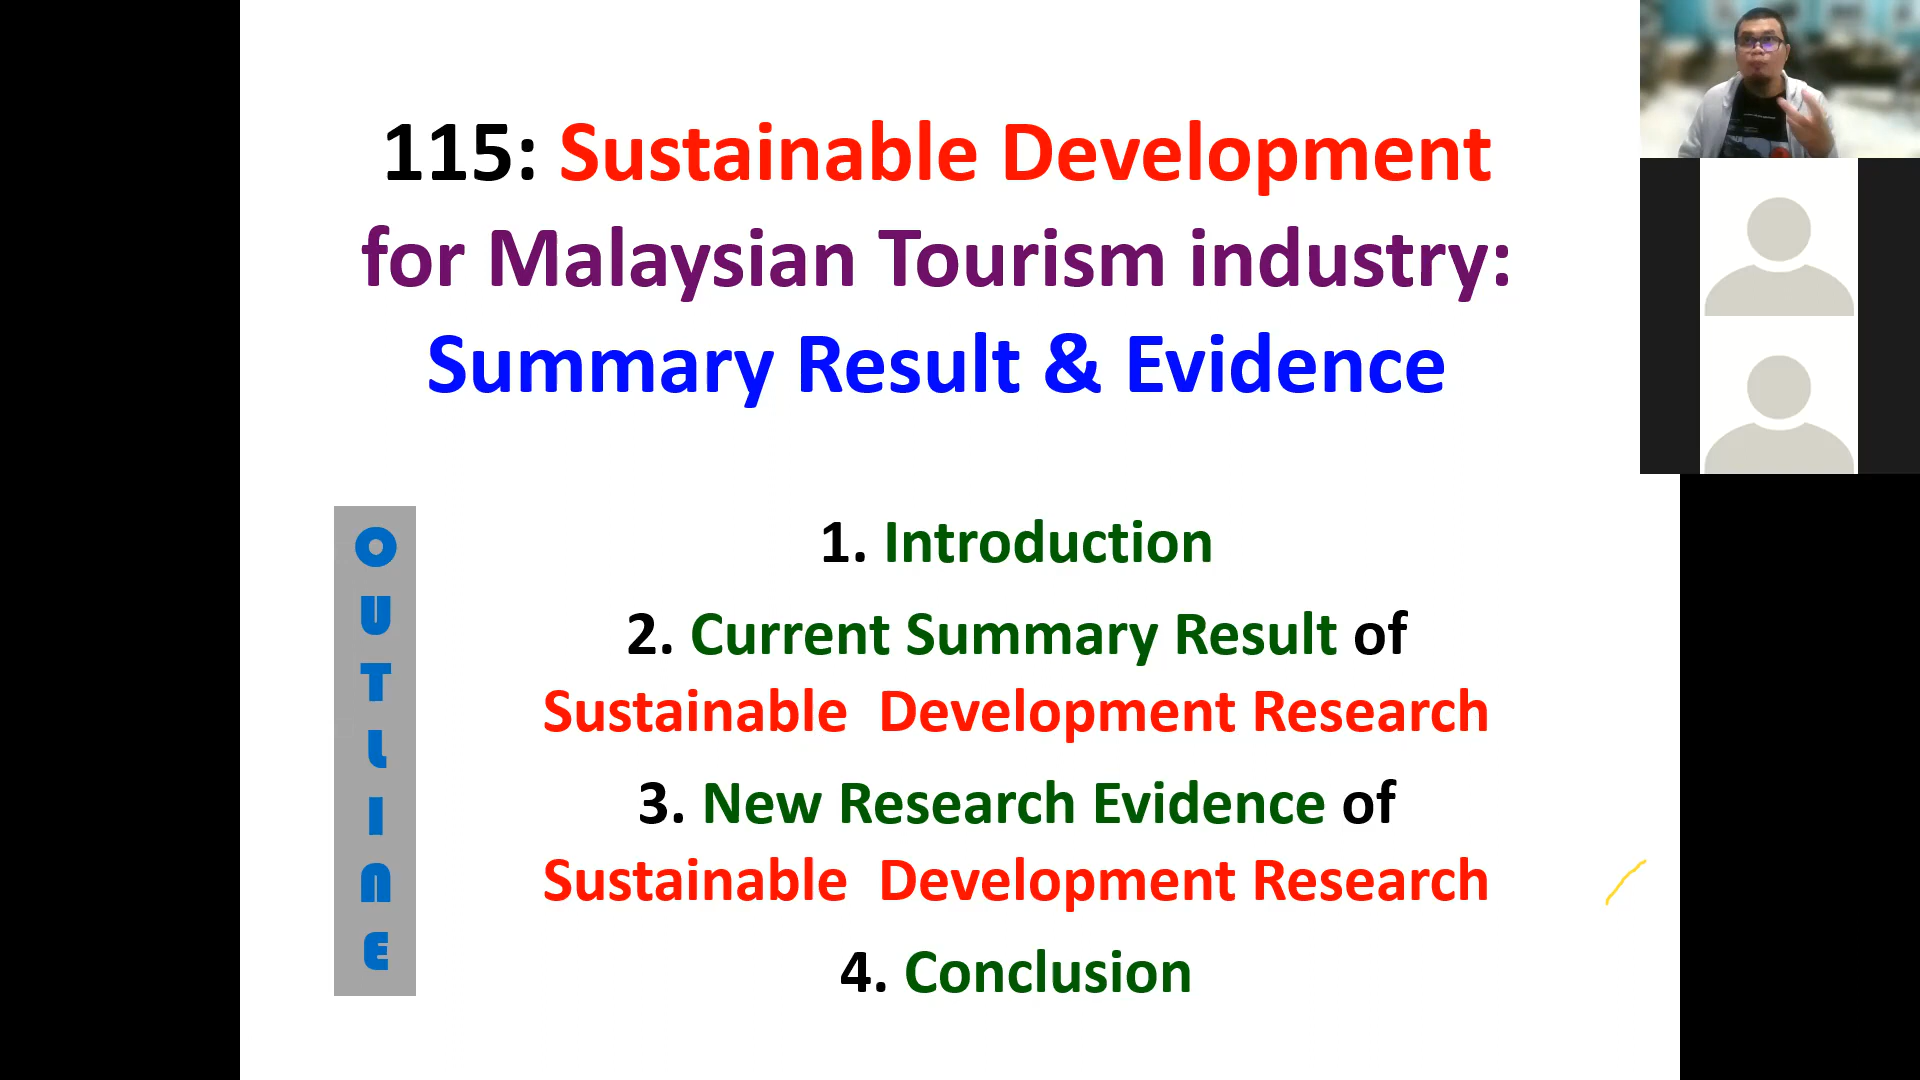 115: Sustainable Development
for Malaysian Tourism industry:
Summary Result & Evidence
OUTLINE
1. Introduction
2. Current Summary Result of
Sustainable Development Research
3. New Research Evidence of
Sustainable Development Research
4. Conclusion